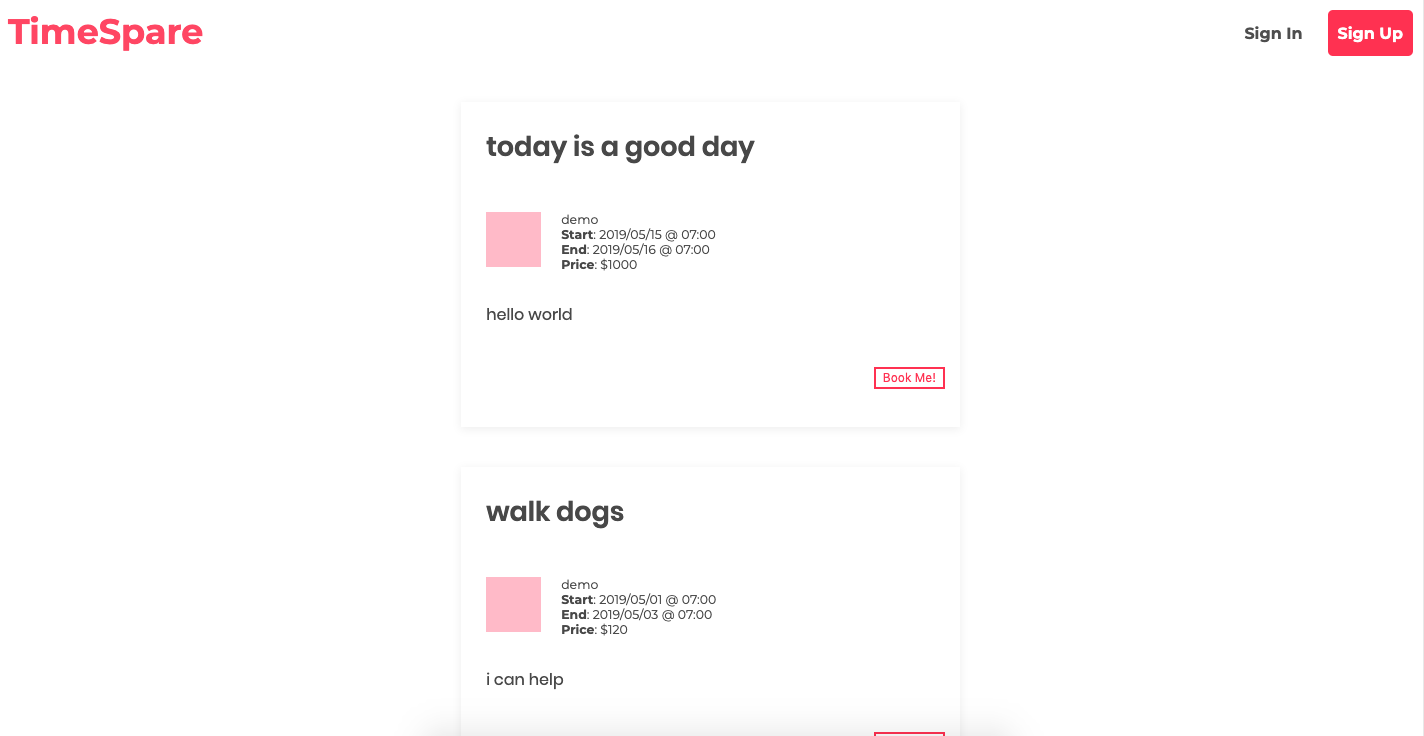 TimeSpare
Sign In
Sign Up
today is a good day
demo
Start: 2019/05/15 @ 07:00
End: 2019/05/16 @ 07:00
Price: $1000
hello world
Book Me!
walk dogs
demo
Start: 2019/05/01 @ 07:00
End: 2019/05/03 @ 07:00
Price: $120
i can help